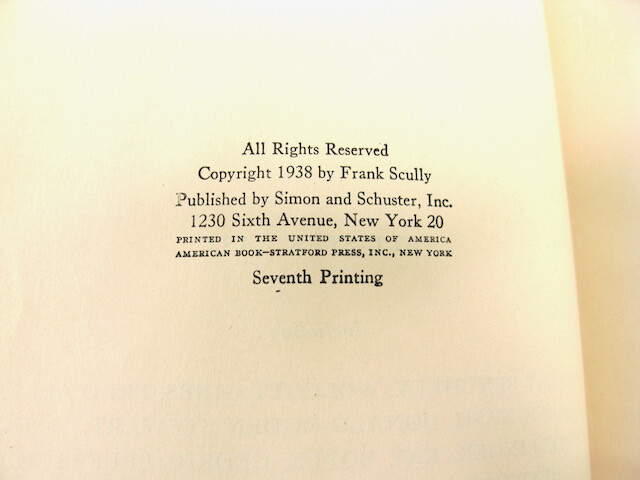 All Rights Reserved
Copyright 1938 by Frank Scully
Published by Simon and Schuster, Inc.
1230 Sixth Avenue, New York 20
PRINTED IN THE UNITED STATES OF AMERICA
AMERICAN BOOK—STRATFORD PRESS, INC., NEW YORK
Seventh Printing